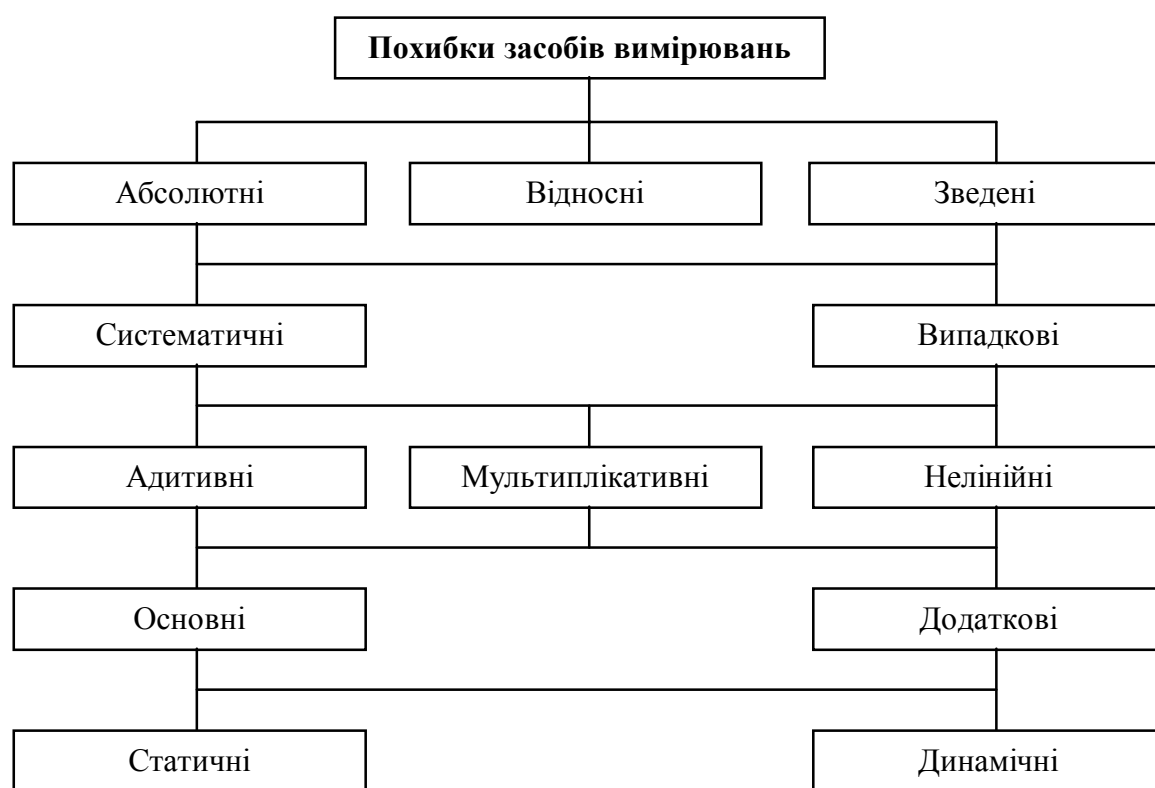 Похибки засобів вимірювань
Абсолютні
Відносні
Зведені
Систематичні
Випадкові
Адитивні
Мультиплікативні
Нелінійні
Основні
Додаткові
Статичні
Динамічні